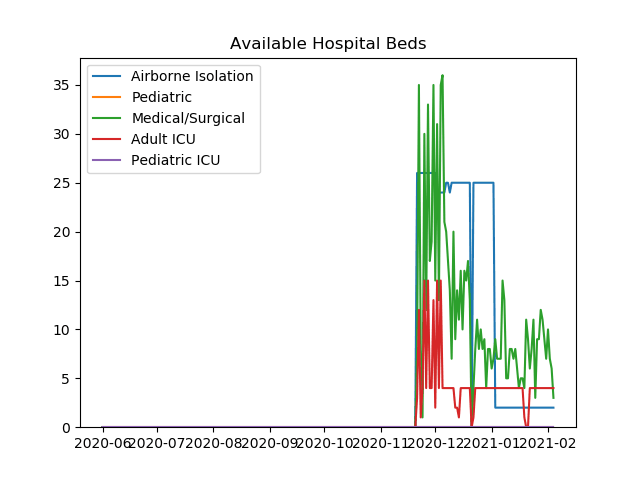 Available Hospital Beds
Airborne Isolation
Pediatric
Medical/Surgical
Adult ICU
Pediatric ICU
35
30
25
20
15
10
5
0
2020-06 2020-07 2020-08 2020-09 2020-10 2020-11 2020-12 2021-01 2021-02